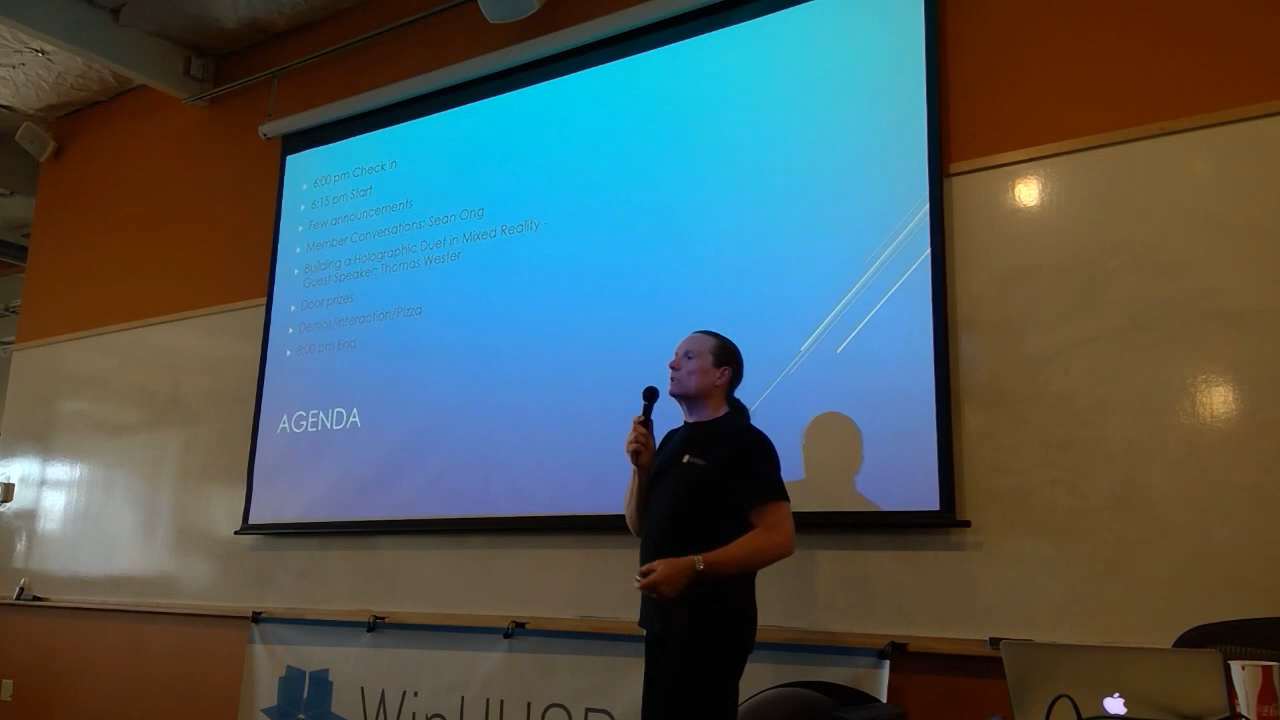 6:00 pm Check in
6:15 pm Start
Few announcements
Member Conversations: Sean Ong
Building a Holographic Duet in Mixed Reality -
Guest Speaker: Thomas Wester
Door prizes
Demos/Interaction/Pizza
8:00 pm End
AGENDA